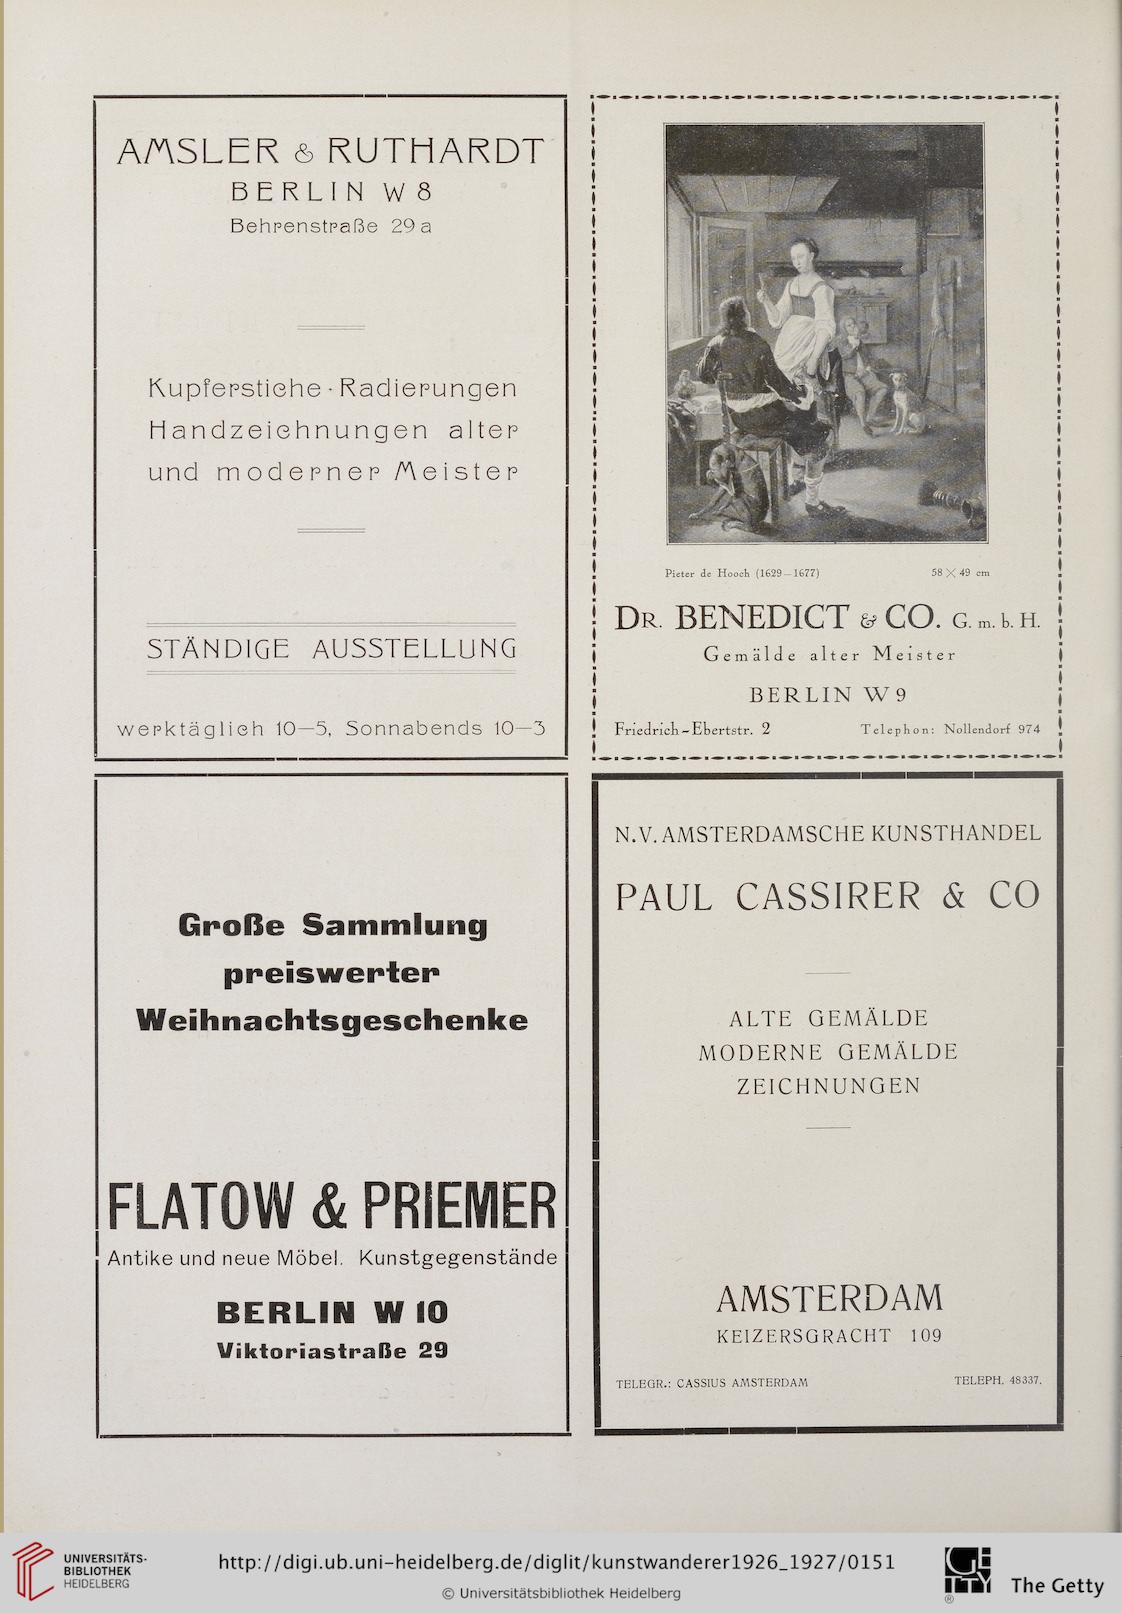 AMSLER & RUTHARDT
BERLIN W 8
Behrenstraße 29 a
Kupferstiche · Radierungen
Handzeichnungen alter
und moderner Meister
STÄNDIGE AUSSTELLUNG
werktäglich 10—5, Sonnabends 10—3
Pieter de Hooch (1629—1677) 58 ✕ 49 cm
DR. BENEDICT & CO. G. m. b. H.
Gemälde alter Meister
BERLIN W 9
Friedrich-Ebertstr. 2 Telephon: Nollendorf 974
Große Sammlung
preiswerter
Weihnachtsgeschenke
FLATOW & PRIEMER
Antike und neue Möbel. Kunstgegenstände
BERLIN W 10
Viktoriastraße 29
N.V. AMSTERDAMSCHE KUNSTHANDEL
PAUL CASSIRER & CO
ALTE GEMÄLDE
MODERNE GEMÄLDE
ZEICHNUNGEN
AMSTERDAM
KEIZERSGRACHT 109
TELEGR.: CASSIUS AMSTERDAM TELEPH. 48337.
UNIVERSITÄTS-
BIBLIOTHEK
HEIDELBERG
http://digi.ub.uni-heidelberg.de/diglit/kunstwanderer1926_1927/0151
© Universitätsbibliothek Heidelberg
GETTY
®
The Getty